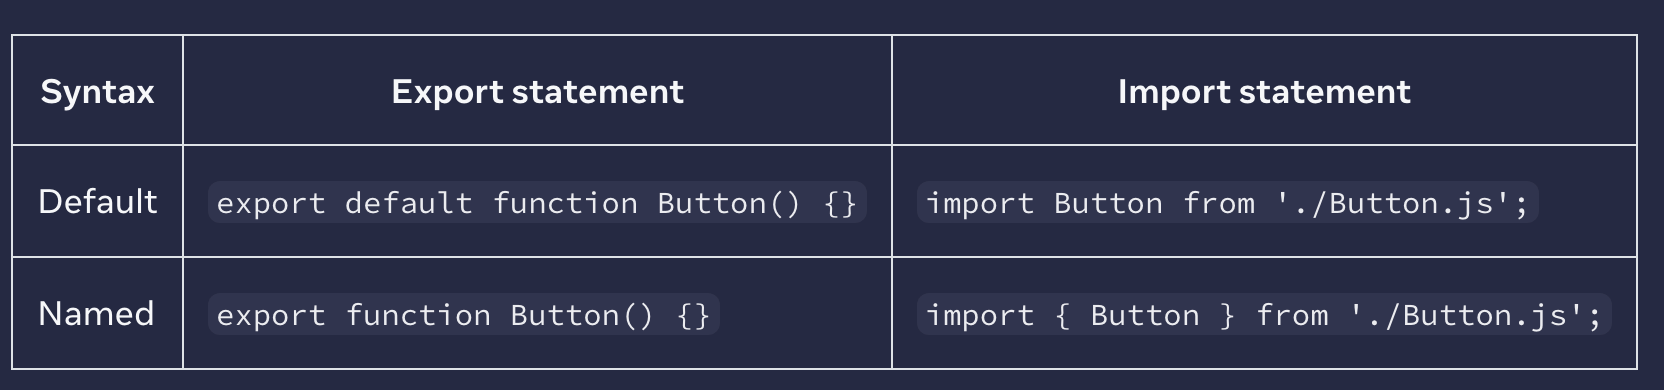 Syntax Export statement Import statement
Default export default function Button() {} import Button from './Button.js';
Named export function Button() {} import { Button } from './Button.js';